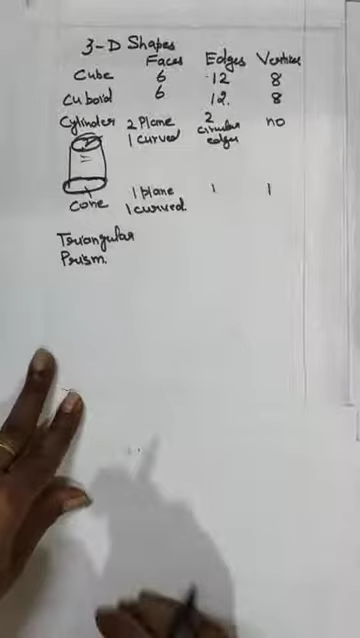 3-D Shapes
Faces Edges Vertices
Cube 6 12 8
Cuboid 6 12. 8
Cylinder 2 Plane 2 no
1 curved circular
edges
Cone 1 plane 1 1
1 curved.
Triangular
Prism.